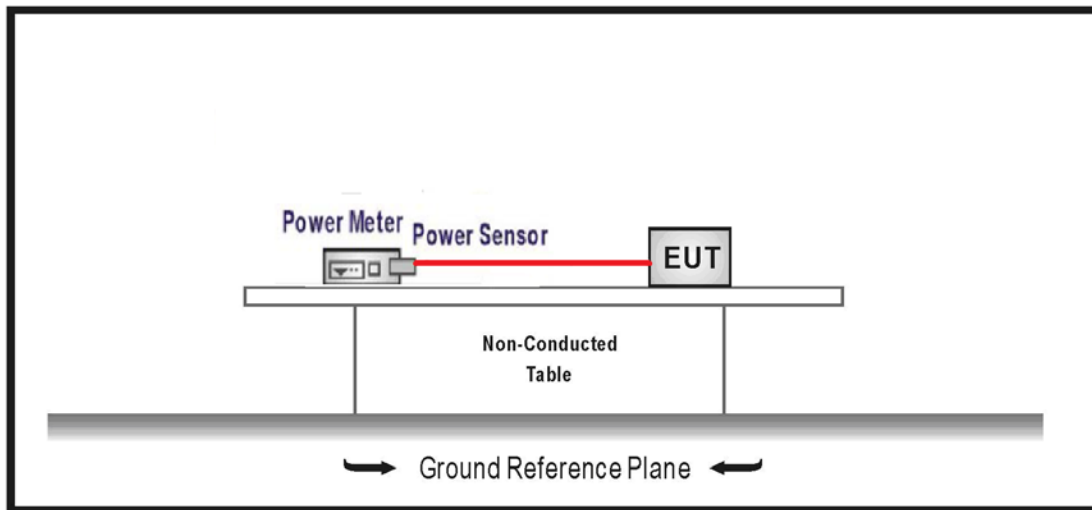 Power Meter
Power Sensor
EUT
Non-Conducted
Table
Ground Reference Plane